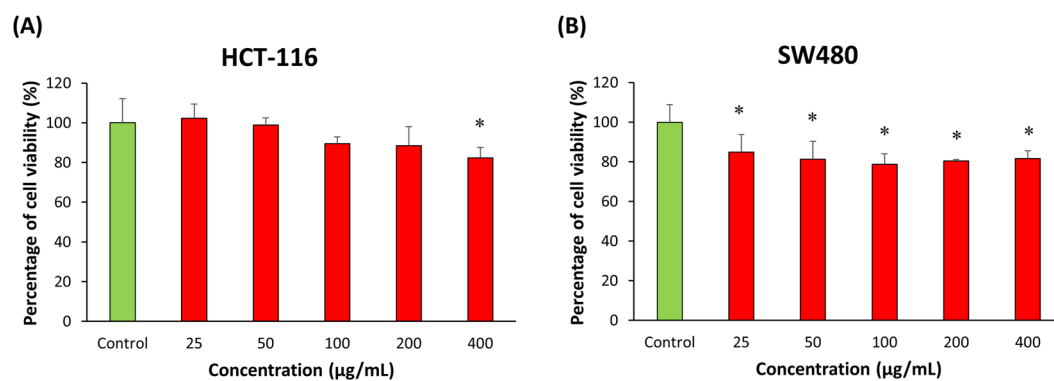 (A)
HCT-116
Percentage of cell viability (%)
120
100
80
60
40
20
0
*
Control 25 50 100 200 400
Concentration (µg/mL)
(B)
SW480
Percentage of cell viability (%)
120
100
80
60
40
20
0
* * * * *
Control 25 50 100 200 400
Concentration (µg/mL)